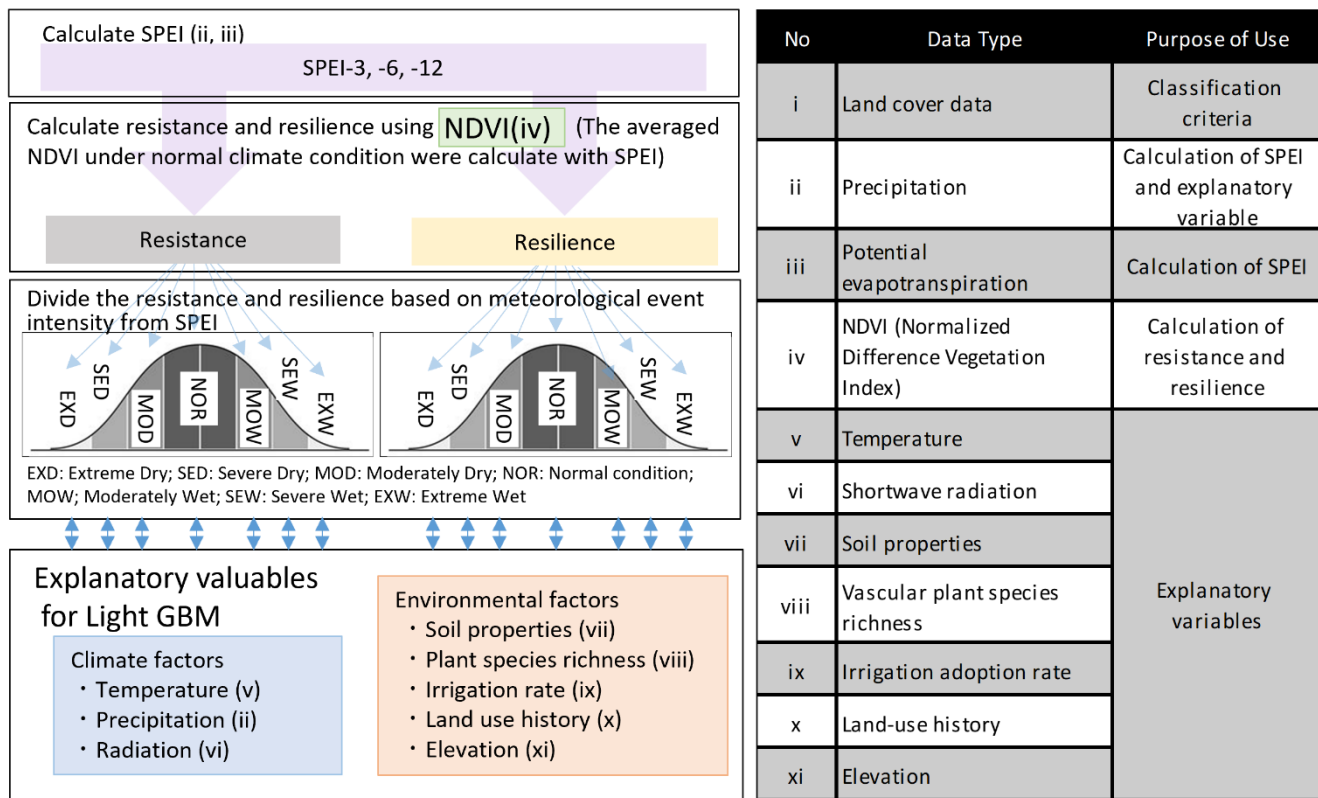 Calculate SPEI (ii, iii)
SPEI-3, -6, -12
Calculate resistance and resilience using NDVI(iv) (The averaged
NDVI under normal climate condition were calculate with SPEI)
Resistance
Resilience
Divide the resistance and resilience based on meteorological event
intensity from SPEI
EXD
SED
MOD
NOR
MOW
SEW
EXW
EXD
SED
MOD
NOR
MOW
SEW
EXW
EXD: Extreme Dry; SED: Severe Dry; MOD: Moderately Dry; NOR: Normal condition;
MOW; Moderately Wet; SEW: Severe Wet; EXW: Extreme Wet
Explanatory valuables
for Light GBM
Climate factors
・Temperature (v)
・Precipitation (ii)
・Radiation (vi)
Environmental factors
・Soil properties (vii)
・Plant species richness (viii)
・Irrigation rate (ix)
・Land use history (x)
・Elevation (xi)
No
Data Type
Purpose of Use
i
Land cover data
Classification
criteria
ii
Precipitation
Calculation of SPEI
and explanatory
variable
iii
Potential
evapotranspiration
Calculation of SPEI
iv
NDVI (Normalized
Difference Vegetation
Index)
Calculation of
resistance and
resilience
v
Temperature
vi
Shortwave radiation
vii
Soil properties
viii
Vascular plant species
richness
ix
Irrigation adoption rate
x
Land-use history
xi
Elevation
Explanatory
variables